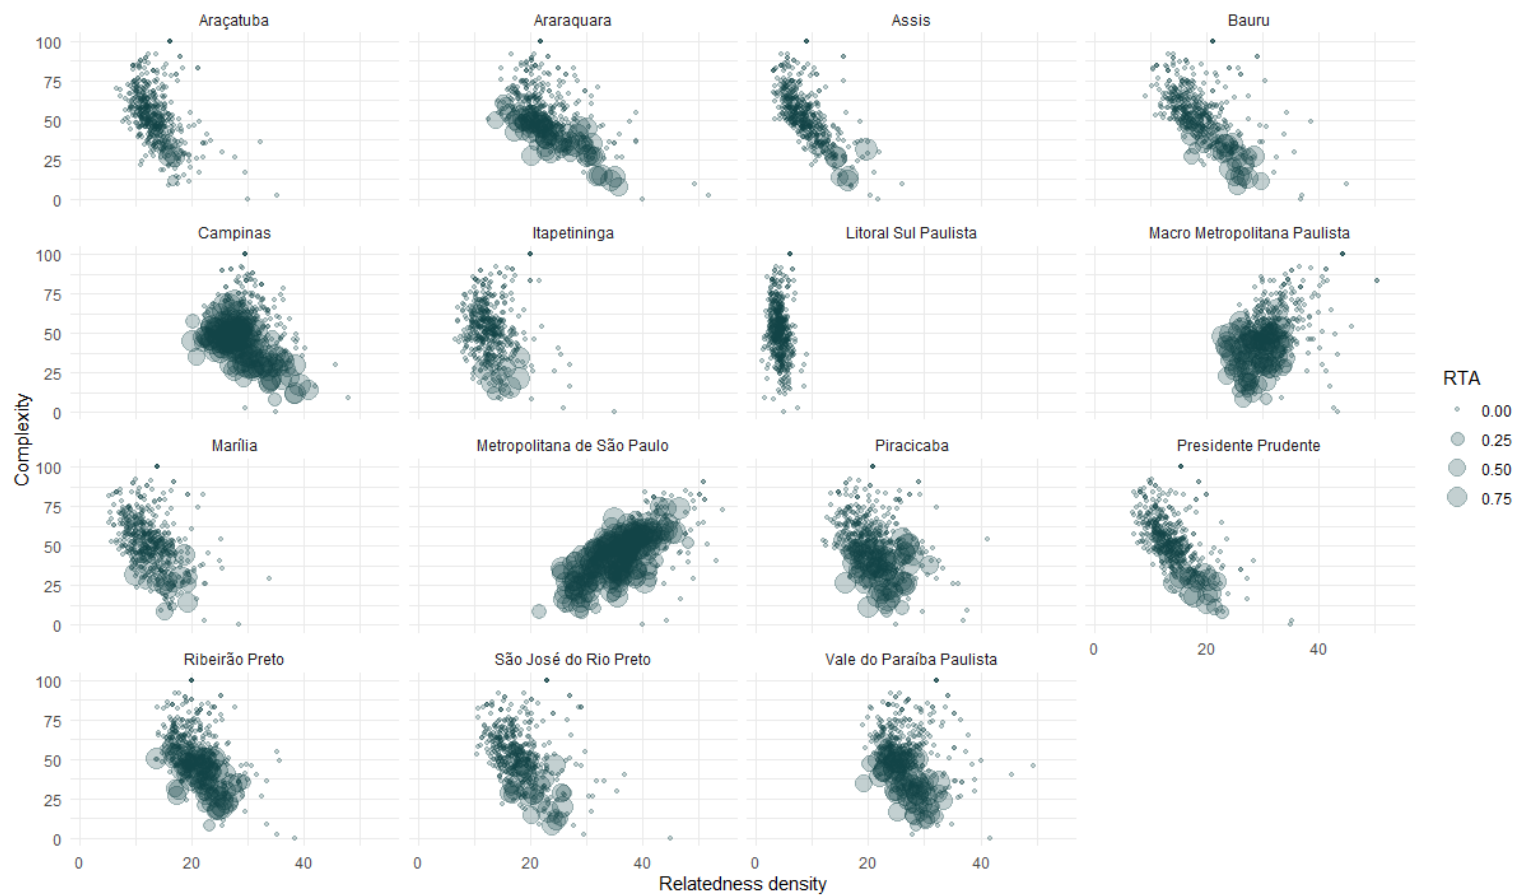 Araçatuba
Araraquara
Assis
Bauru
100
75
50
25
0
Campinas
Itapetininga
Litoral Sul Paulista
Macro Metropolitana Paulista
100
75
50
25
0
Marília
Metropolitana de São Paulo
Piracicaba
Presidente Prudente
100
75
50
25
0
0 20 40
Ribeirão Preto
São José do Rio Preto
Vale do Paraíba Paulista
100
75
50
25
0
0 20 40
0 20 40
0 20 40
Relatedness density
Complexity
RTA
0.00
0.25
0.50
0.75